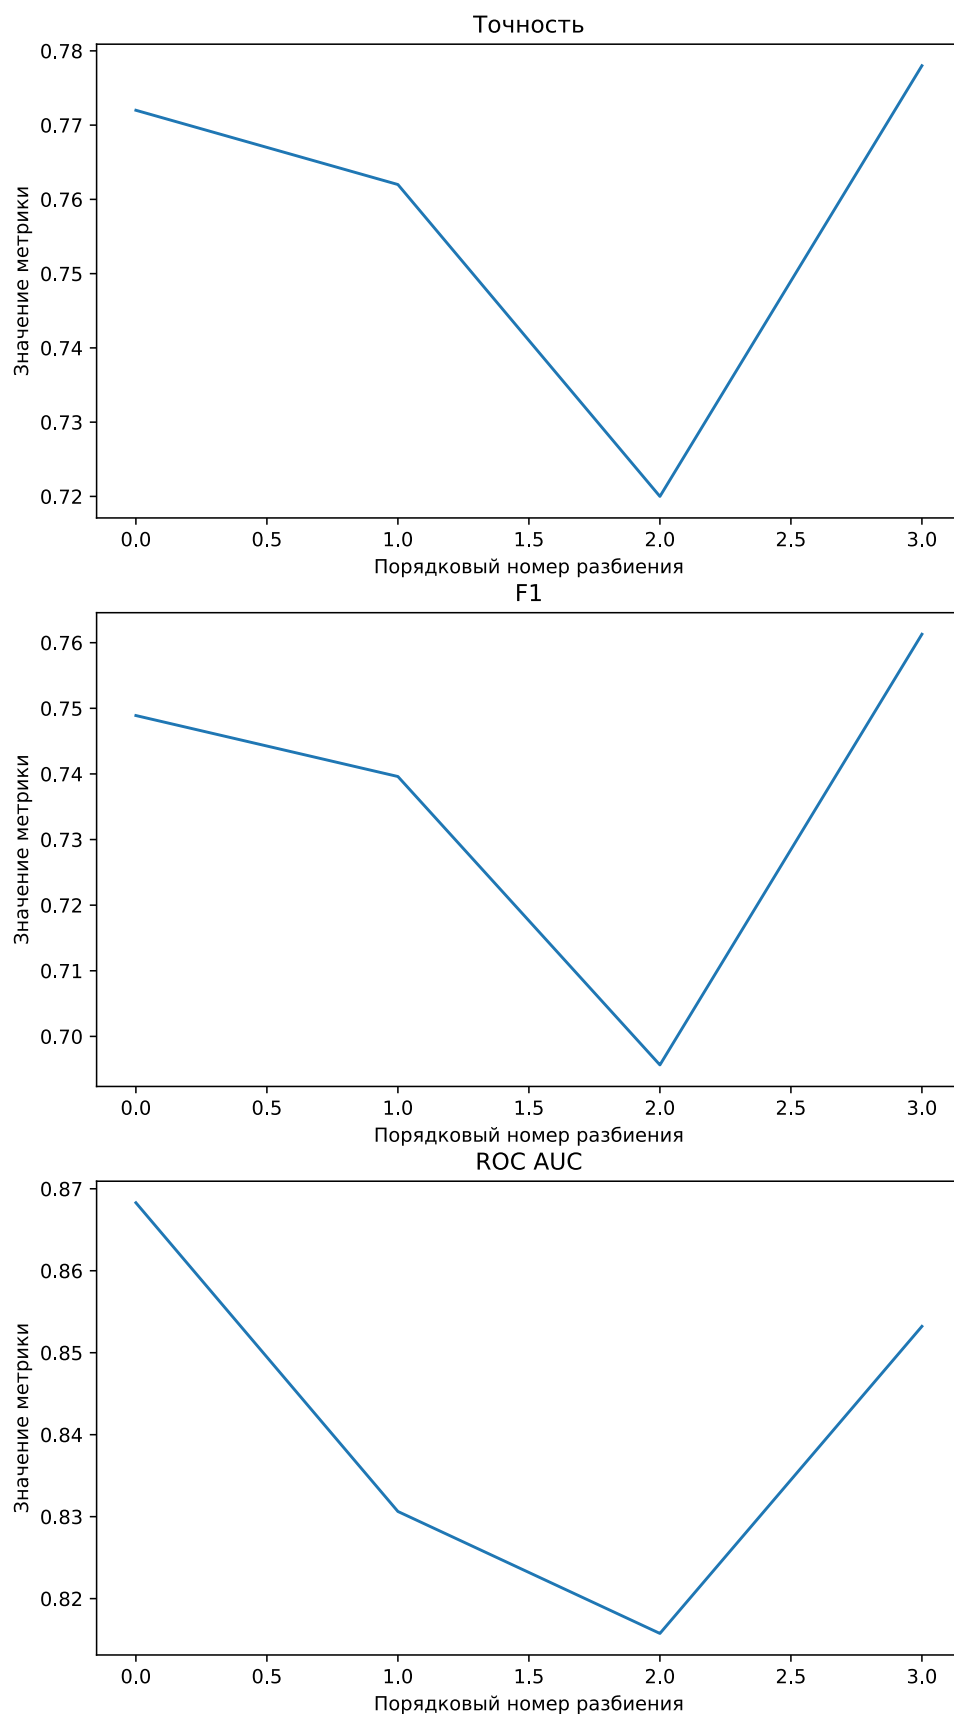 Точность
0.78
0.77
0.76
0.75
0.74
0.73
0.72
Значение метрики
0.0 0.5 1.0 1.5 2.0 2.5 3.0
Порядковый номер разбиения
F1
0.76
0.75
0.74
0.73
0.72
0.71
0.70
Значение метрики
0.0 0.5 1.0 1.5 2.0 2.5 3.0
Порядковый номер разбиения
ROC AUC
0.87
0.86
0.85
0.84
0.83
0.82
Значение метрики
0.0 0.5 1.0 1.5 2.0 2.5 3.0
Порядковый номер разбиения